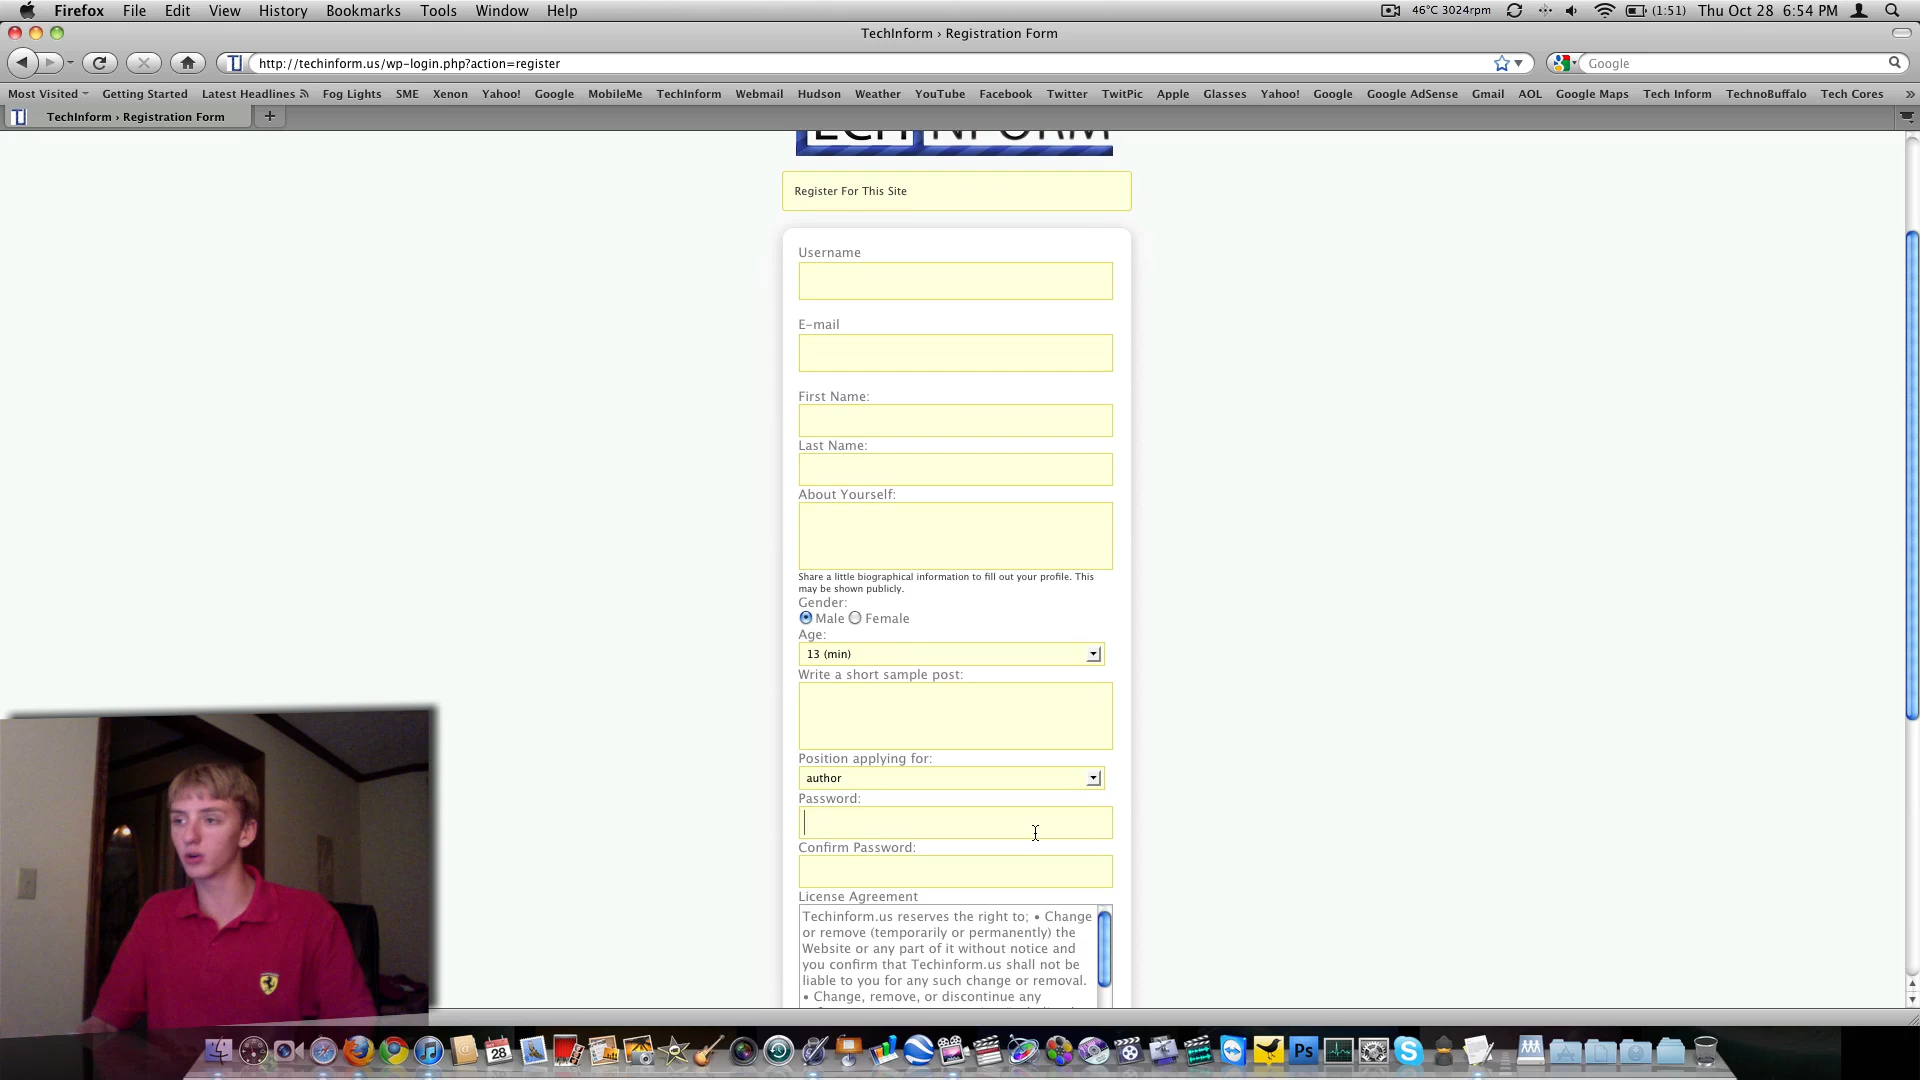 Firefox File Edit View History Bookmarks Tools Window Help 46°C 3024rpm (1:51) Thu Oct 28 6:54 PM
TechInform › Registration Form
http://techinform.us/wp-login.php?action=register Google
Most Visited Getting Started Latest Headlines Fog Lights SME Xenon Yahoo! Google MobileMe TechInform Webmail Hudson Weather YouTube Facebook Twitter TwitPic Apple Glasses Yahoo! Google Google AdSense Gmail AOL Google Maps Tech Inform TechnoBuffalo Tech Cores »
TechInform › Registration Form
TECH INFORM
Register For This Site
Username
E-mail
First Name:
Last Name:
About Yourself:
Share a little biographical information to fill out your profile. This
may be shown publicly.
Gender:
Male Female
Age:
13 (min)
Write a short sample post:
Position applying for:
author
Password:
Confirm Password:
License Agreement
Techinform.us reserves the right to; • Change
or remove (temporarily or permanently) the
Website or any part of it without notice and
you confirm that Techinform.us shall not be
liable to you for any such change or removal.
• Change, remove, or discontinue any
28 Ps